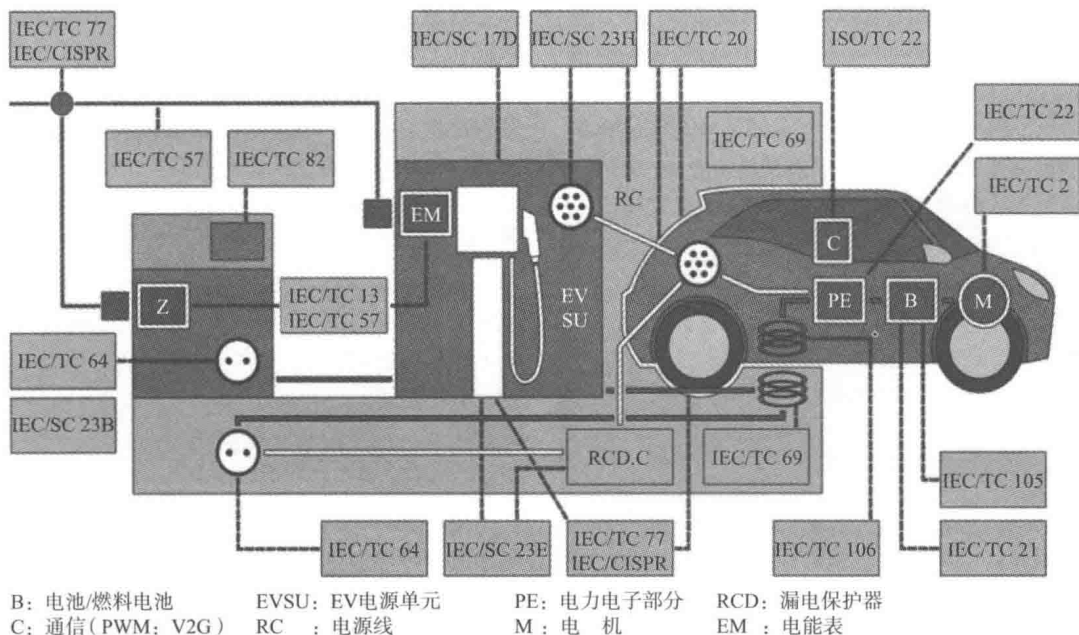 IEC/TC 77
IEC/CISPR
IEC/SC 17D
IEC/SC 23H
IEC/TC 20
ISO/TC 22
IEC/TC 57
IEC/TC 82
IEC/TC 69
IEC/TC 22
IEC/TC 2
RC
EM
C
Z
IEC/TC 13
IEC/TC 57
EV
SU
PE
B
M
IEC/TC 64
IEC/SC 23B
RCD.C
IEC/TC 69
IEC/TC 105
IEC/TC 64
IEC/SC 23E
IEC/TC 77
IEC/CISPR
IEC/TC 106
IEC/TC 21
B：电池/燃料电池 EVSU：EV电源单元 PE：电力电子部分 RCD：漏电保护器
C：通信（PWM；V2G） RC ：电源线 M ：电 机 EM ：电能表